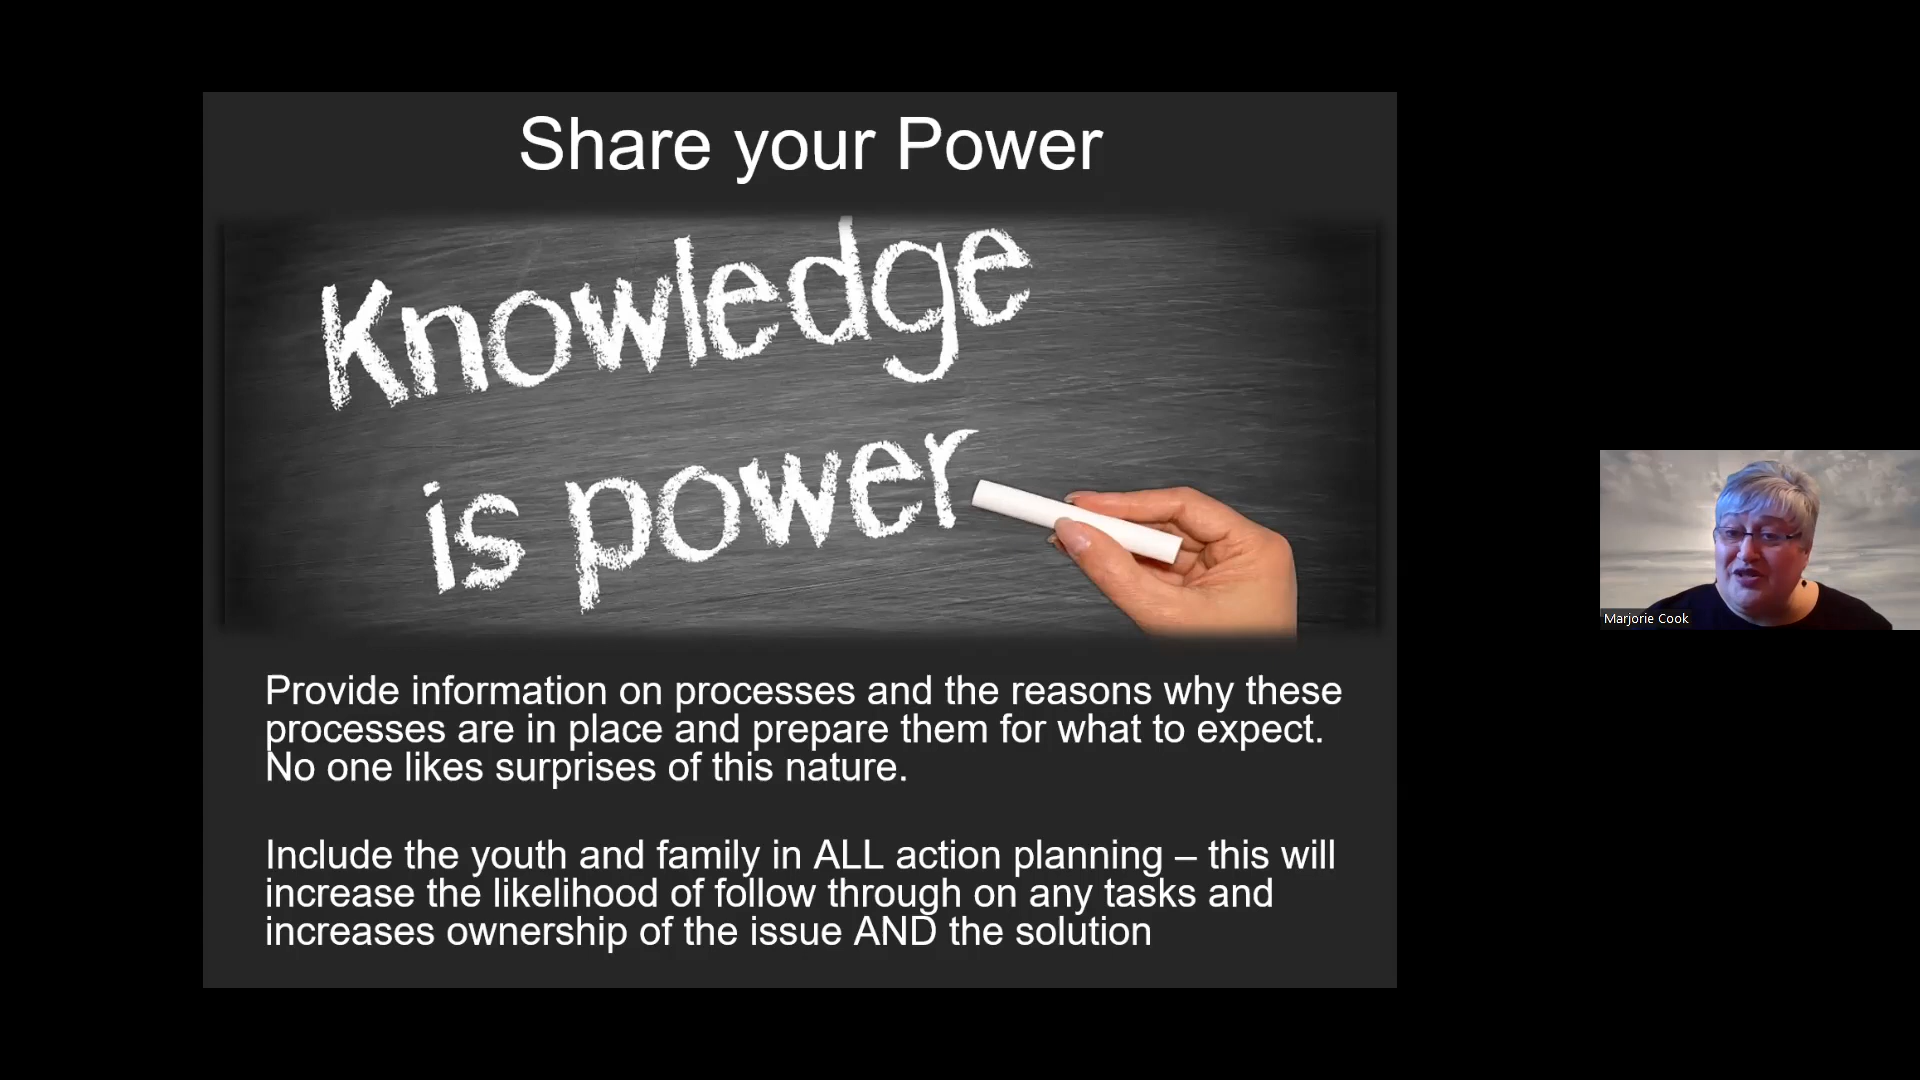 Share your Power
Knowledge
is power
Provide information on processes and the reasons why these
processes are in place and prepare them for what to expect.
No one likes surprises of this nature.
Include the youth and family in ALL action planning – this will
increase the likelihood of follow through on any tasks and
increases ownership of the issue AND the solution
Marjorie Cook